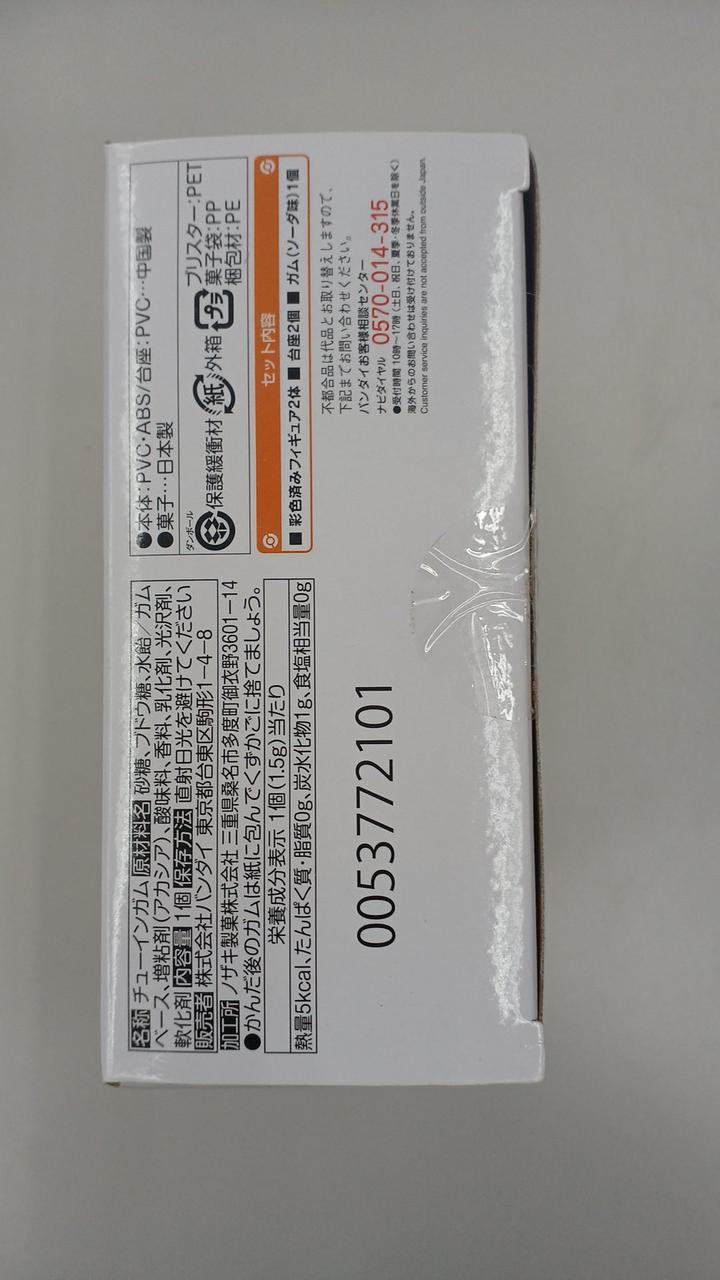 名称 チューインガム 原材料名 砂糖、ブドウ糖、水飴／ガム
ベース、増粘剤(アカシア)、酸味料、香料、乳化剤、光沢剤、
軟化剤 内容量 1個 保存方法 直射日光を避けてください
販売者 株式会社バンダイ 東京都台東区駒形1-4-8
加工所 ノザキ製菓株式会社 三重県桑名市多度町御衣野3601-14
●かんだ後のガムは紙に包んでくずかごに捨てましょう。
栄養成分表示 1個(1.5g)当たり
熱量5kcal、たんぱく質・脂質0g、炭水化物1g、食塩相当量0g
0053772101
●本体:PVC・ABS/台座:PVC…中国製
●菓子…日本製
ダンボール
保護緩衝材
紙
外箱
プラ
ブリスター:PET
菓子袋:PP
梱包材:PE
セット内容
■ 彩色済みフィギュア2体 ■ 台座2個 ■ ガム(ソーダ味)1個
不都合品は代品とお取り替えしますので、
下記までお問い合わせください。
バンダイお客様相談センター
ナビダイヤル 0570-014-315
●受付時間 10時～17時(土日、祝日、夏季・冬季休業日を除く)
海外からのお問い合わせは受け付けておりません。
Customer service inquiries are not accepted from outside Japan.